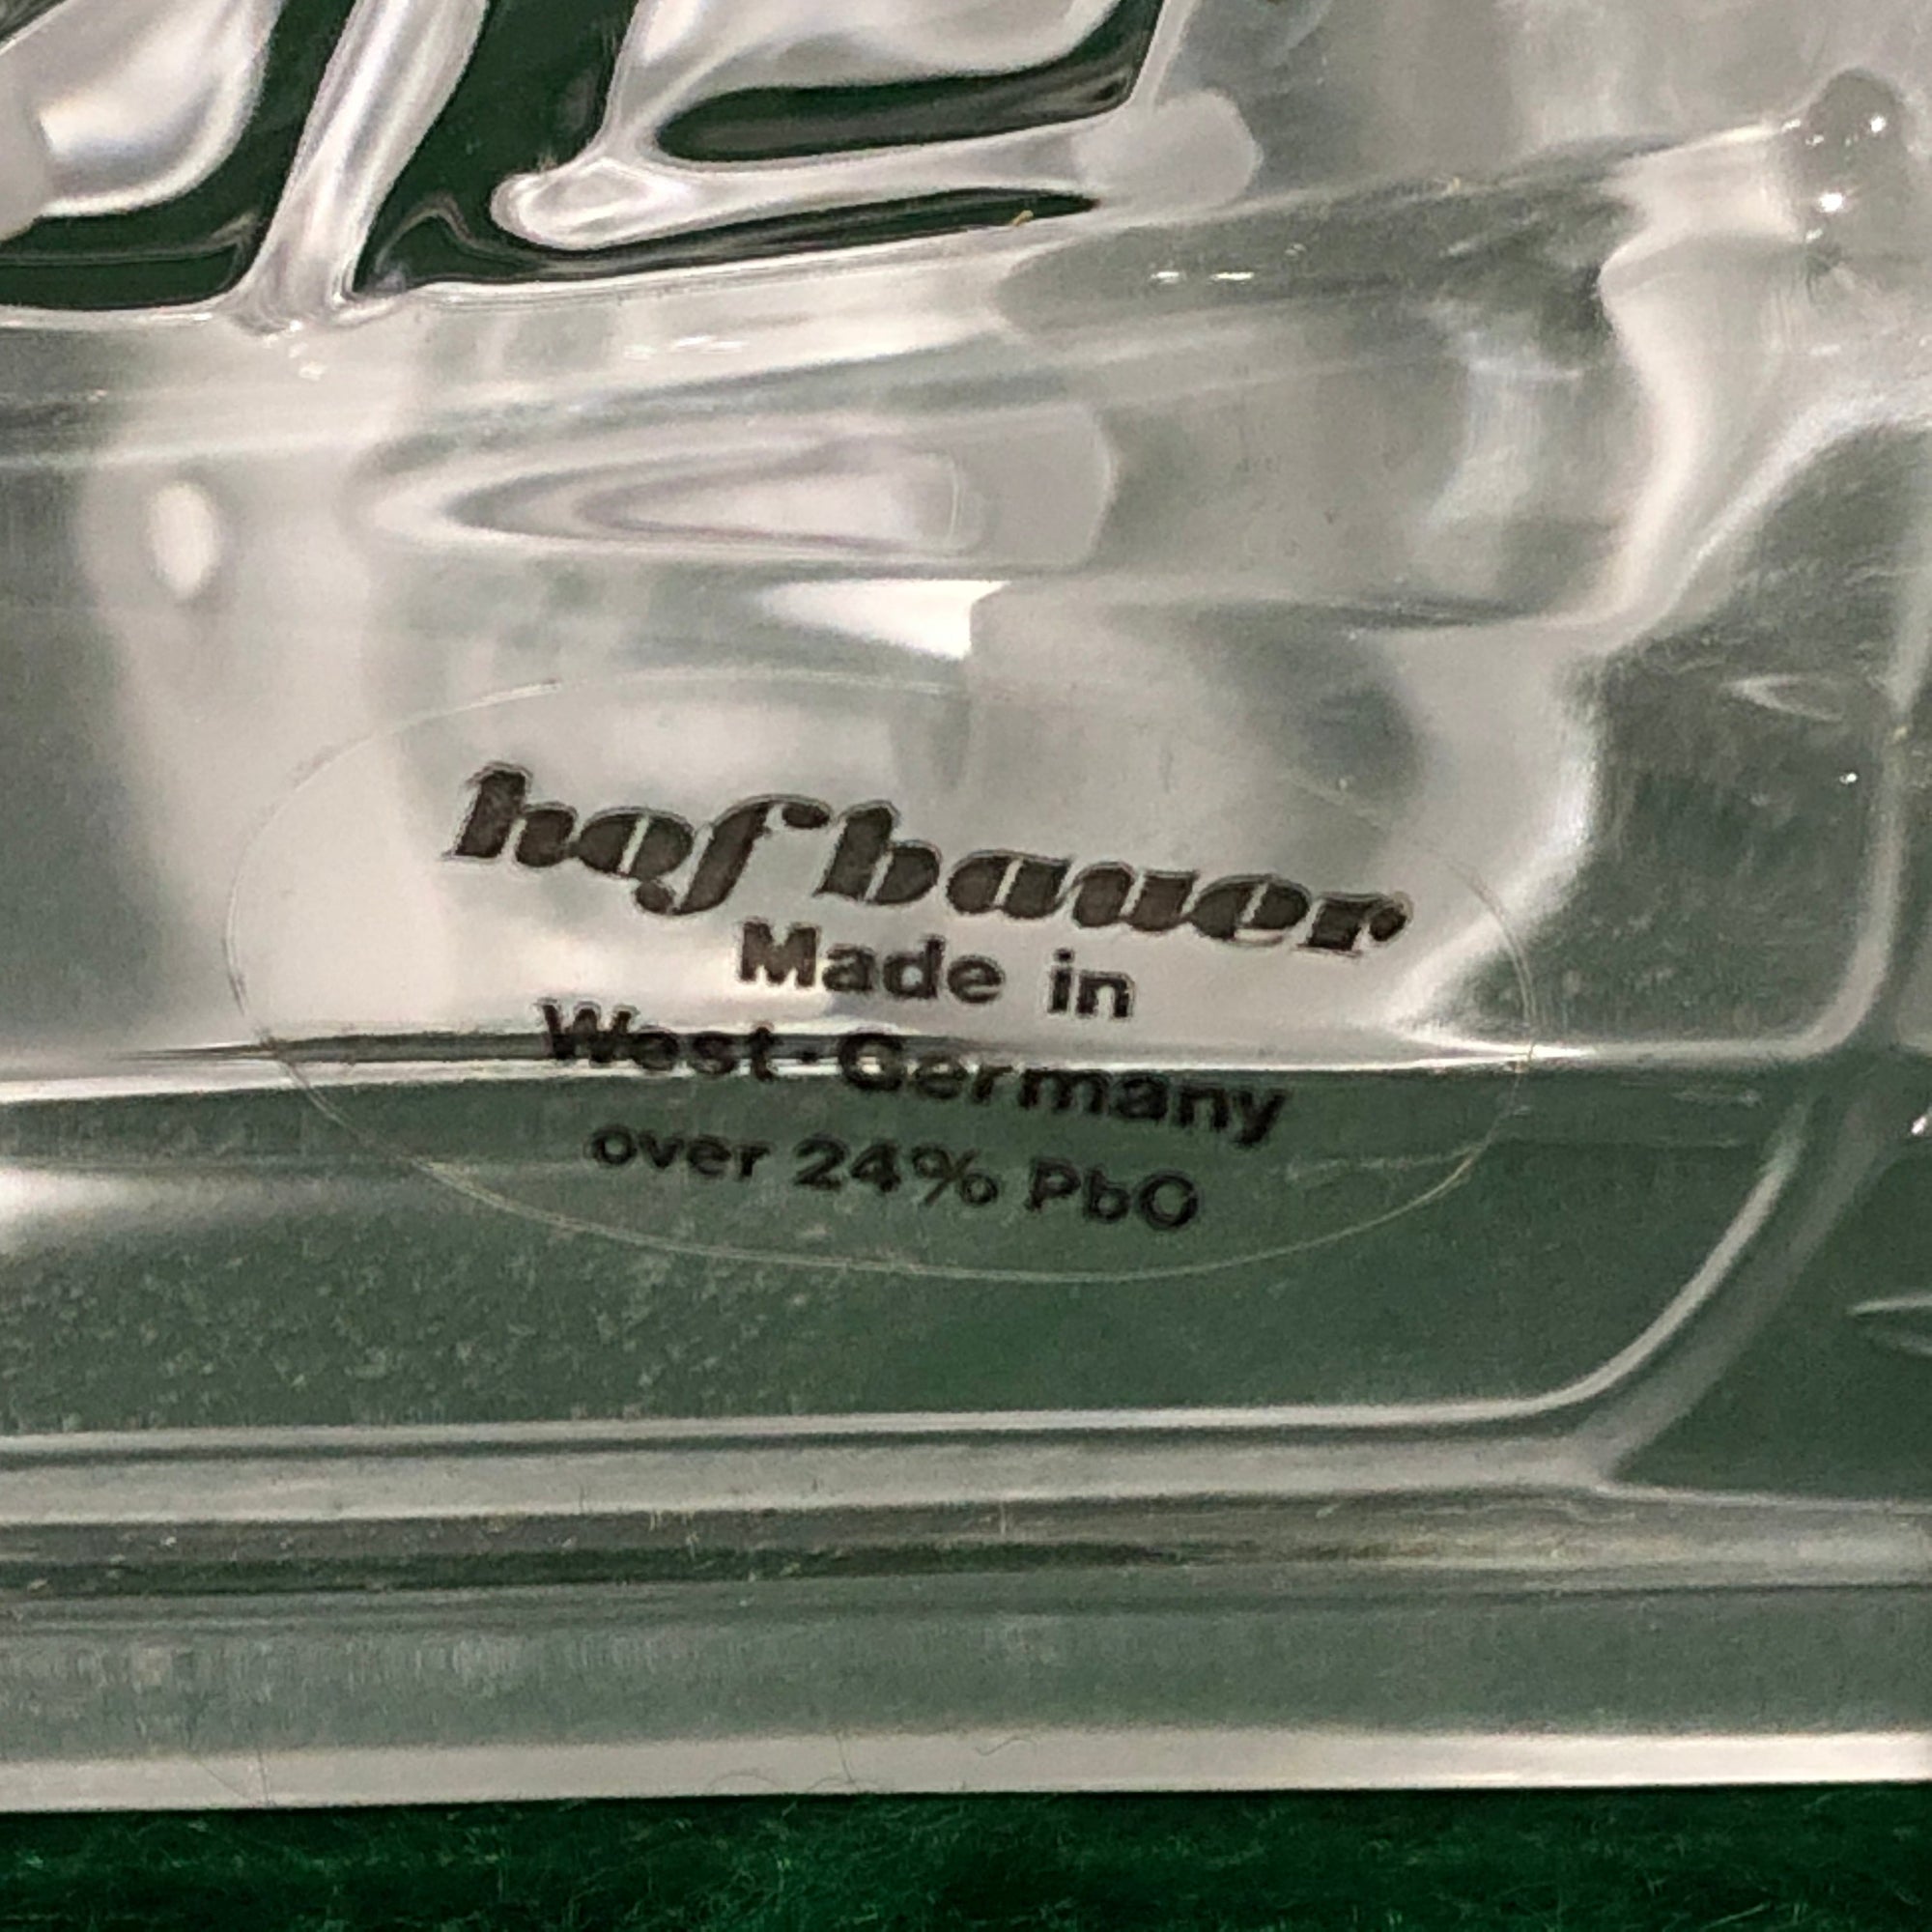 hofbauer
Made in
West-Germany
over 24% PbO